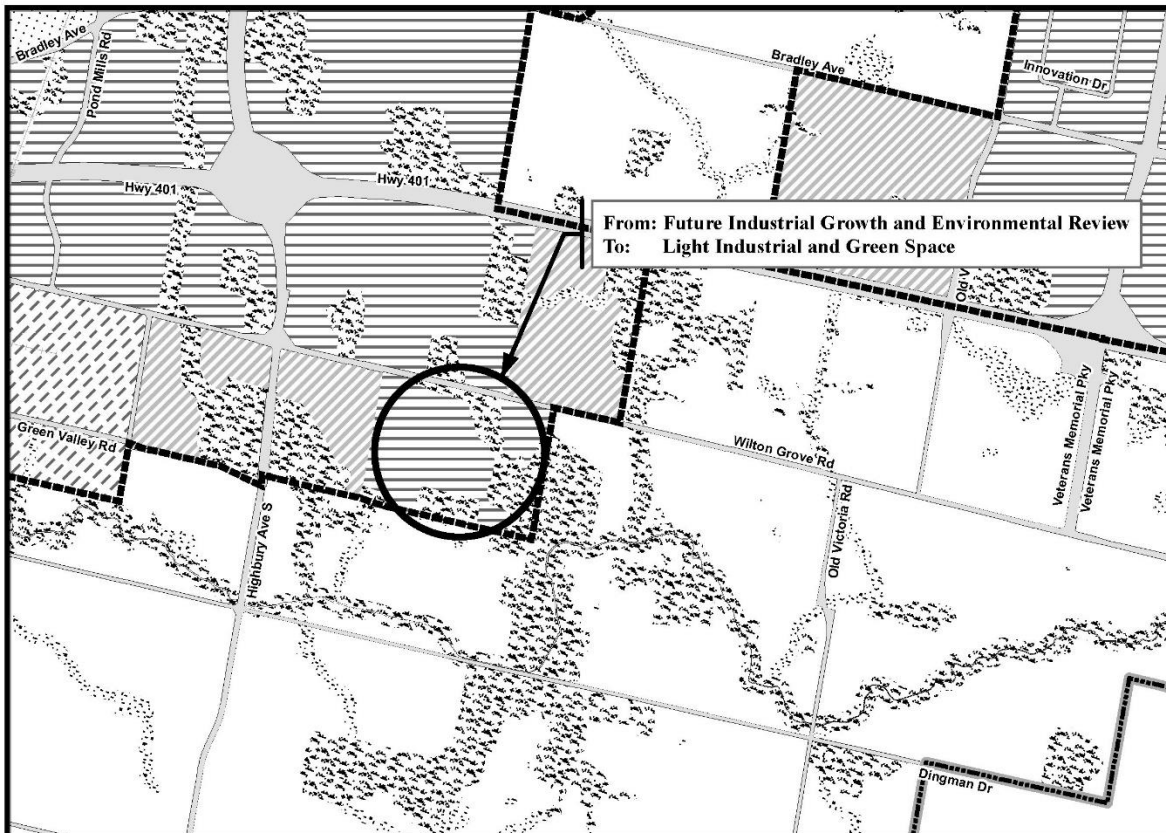 Bradley Ave
Pond Mills Rd
Bradley Ave
Innovation Dr
Hwy 401
Hwy 401
From: Future Industrial Growth and Environmental Review
To: Light Industrial and Green Space
Green Valley Rd
Highbury Ave S
Wilton Grove Rd
Old Victoria Rd
Veterans Memorial Pky
Veterans Memorial Pky
Dingman Dr